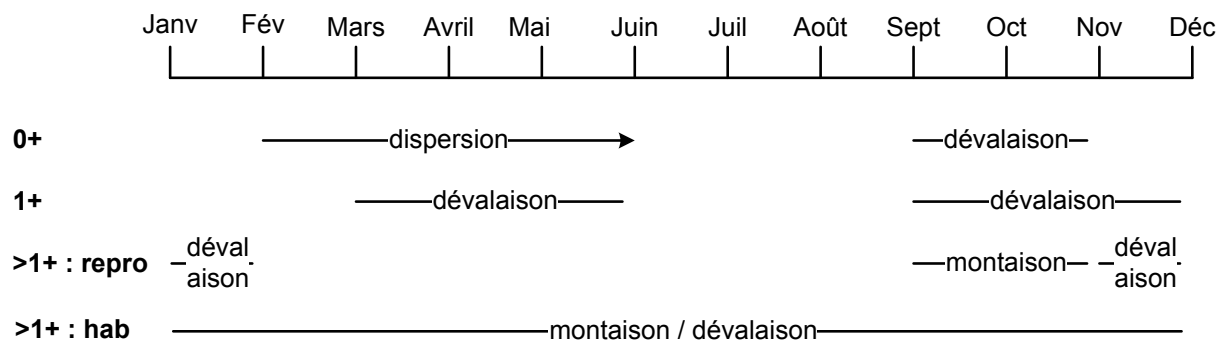 Janv Fév Mars Avril Mai Juin Juil Août Sept Oct Nov Déc
0+ dispersion dévalaison
1+ dévalaison dévalaison
>1+ : repro déval aison montaison déval aison
>1+ : hab montaison / dévalaison